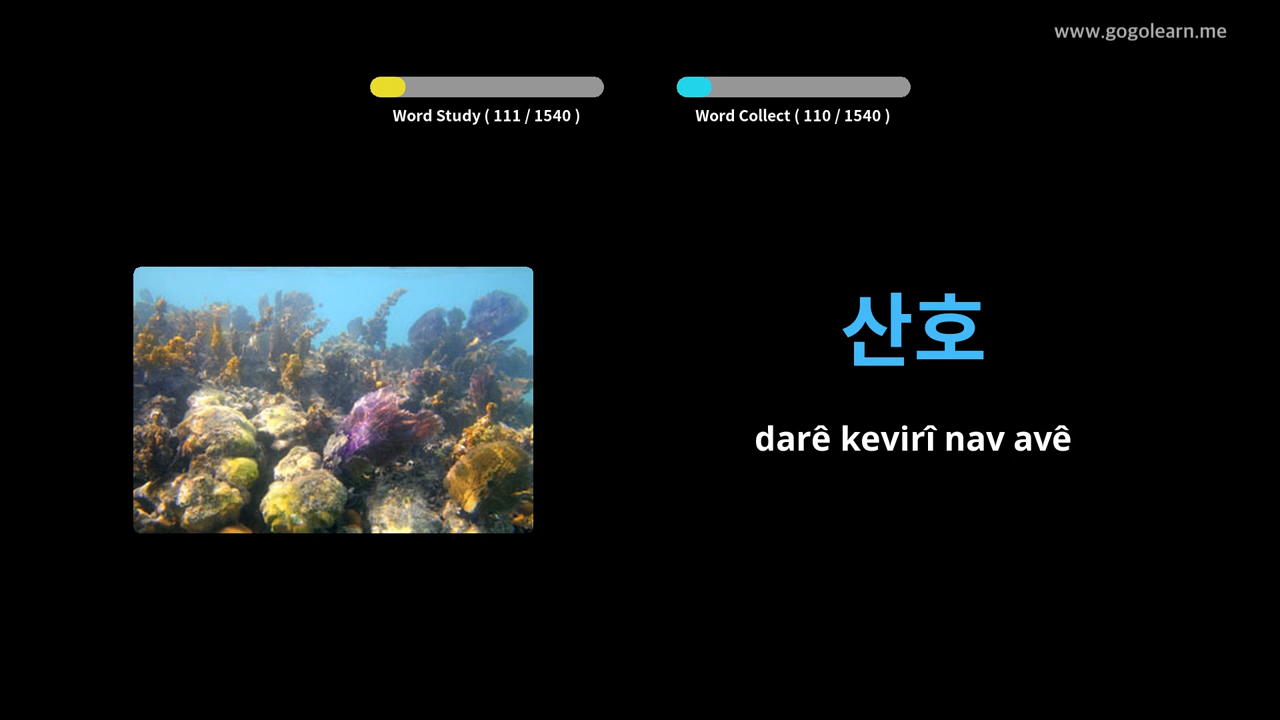 www.gogolearn.me
Word Study ( 111 / 1540 )
Word Collect ( 110 / 1540 )
산호
darê kevirî nav avê